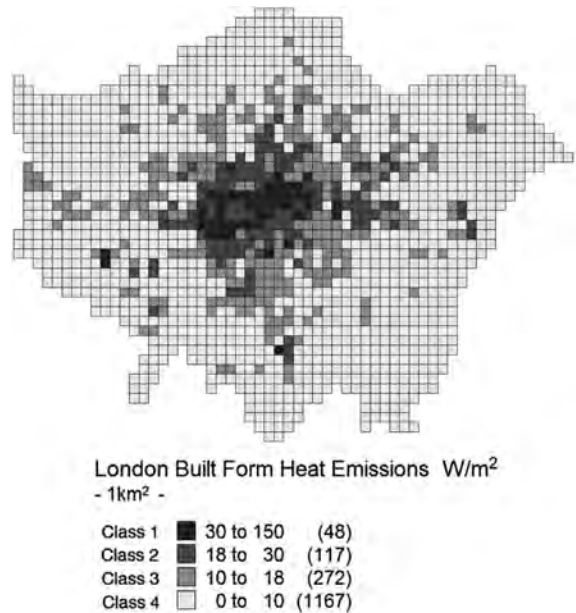 London Built Form Heat Emissions W/m²
- 1km² -
Class 1 30 to 150 (48)
Class 2 18 to 30 (117)
Class 3 10 to 18 (272)
Class 4 0 to 10 (1167)